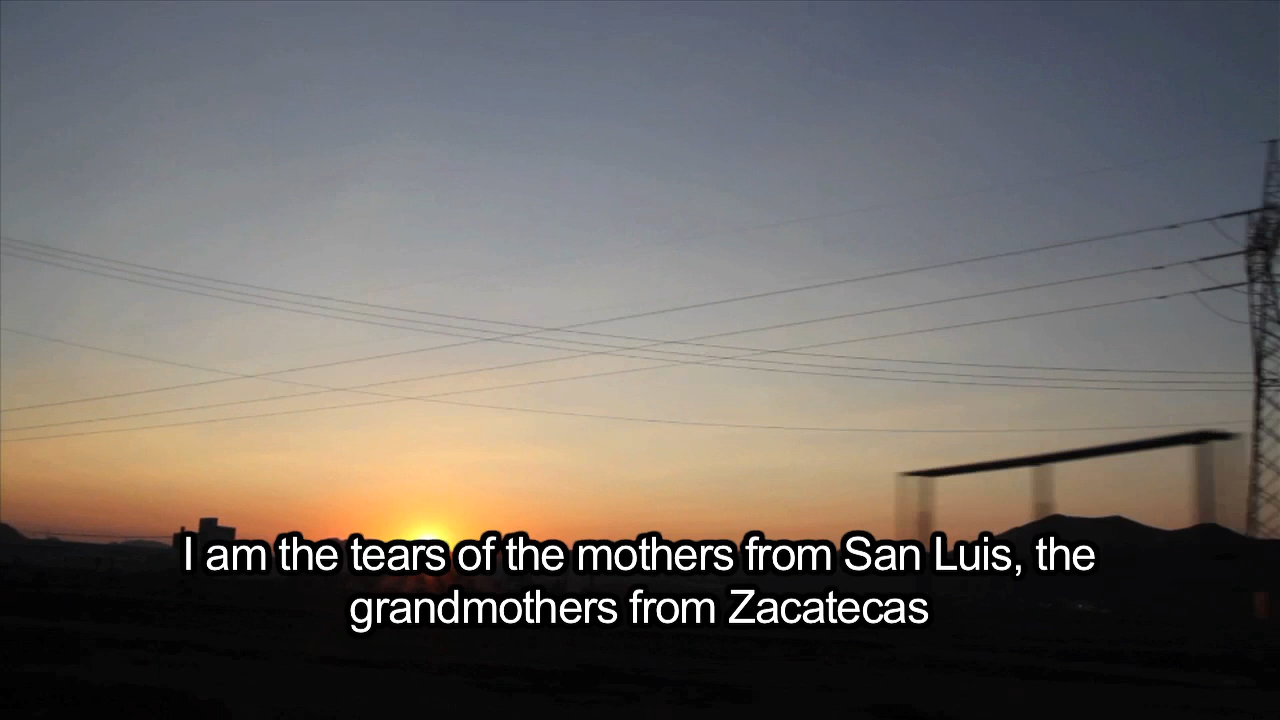 I am the tears of the mothers from San Luis, the
grandmothers from Zacatecas